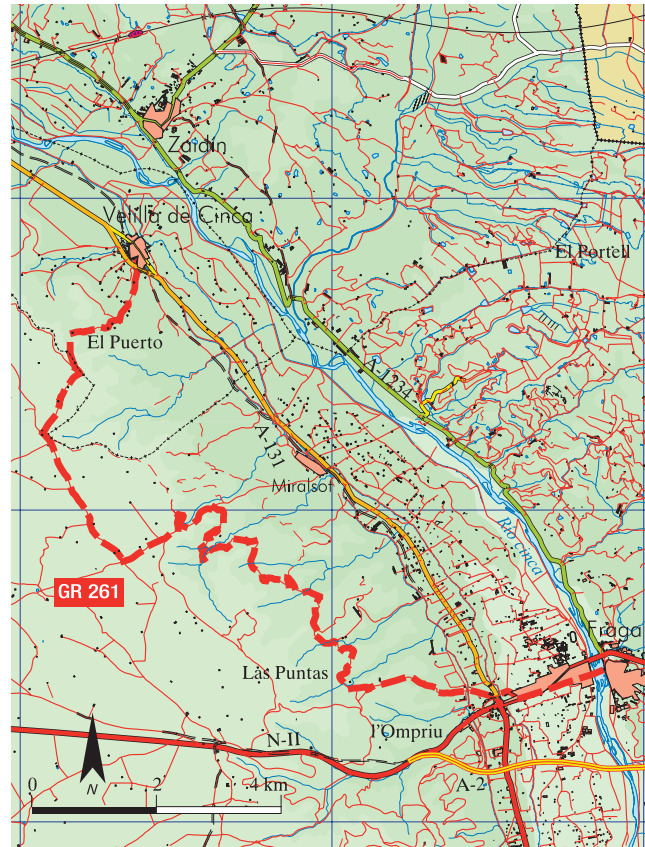 Zaidín
Velilla de Cinca
El Portell
El Puerto
A-1234
A-131
Miralsot
Río Cinca
GR 261
Fraga
Las Puntas
l'Ompriu
N-II
A-2
N
0 2 4 km